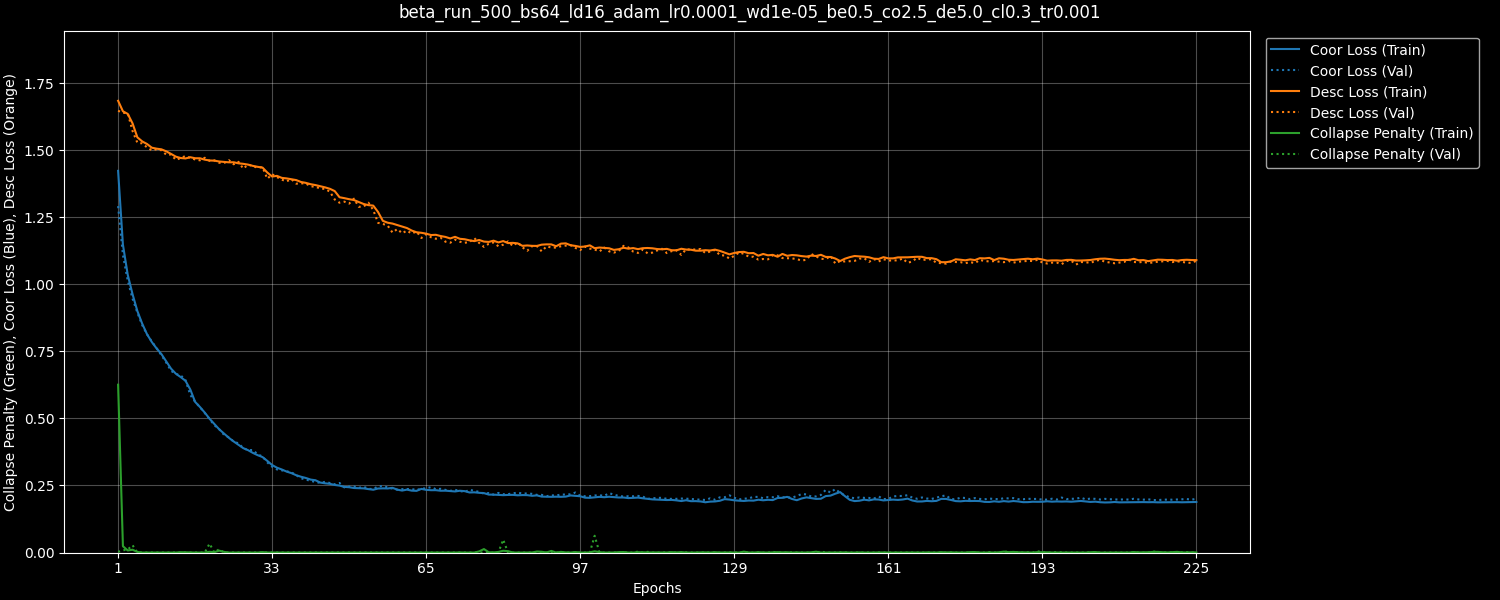 beta_run_500_bs64_ld16_adam_lr0.0001_wd1e-05_be0.5_co2.5_de5.0_cl0.3_tr0.001
Collapse Penalty (Green), Coor Loss (Blue), Desc Loss (Orange)
1.75
1.50
1.25
1.00
0.75
0.50
0.25
0.00
1 33 65 97 129 161 193 225
Epochs
Coor Loss (Train)
Coor Loss (Val)
Desc Loss (Train)
Desc Loss (Val)
Collapse Penalty (Train)
Collapse Penalty (Val)